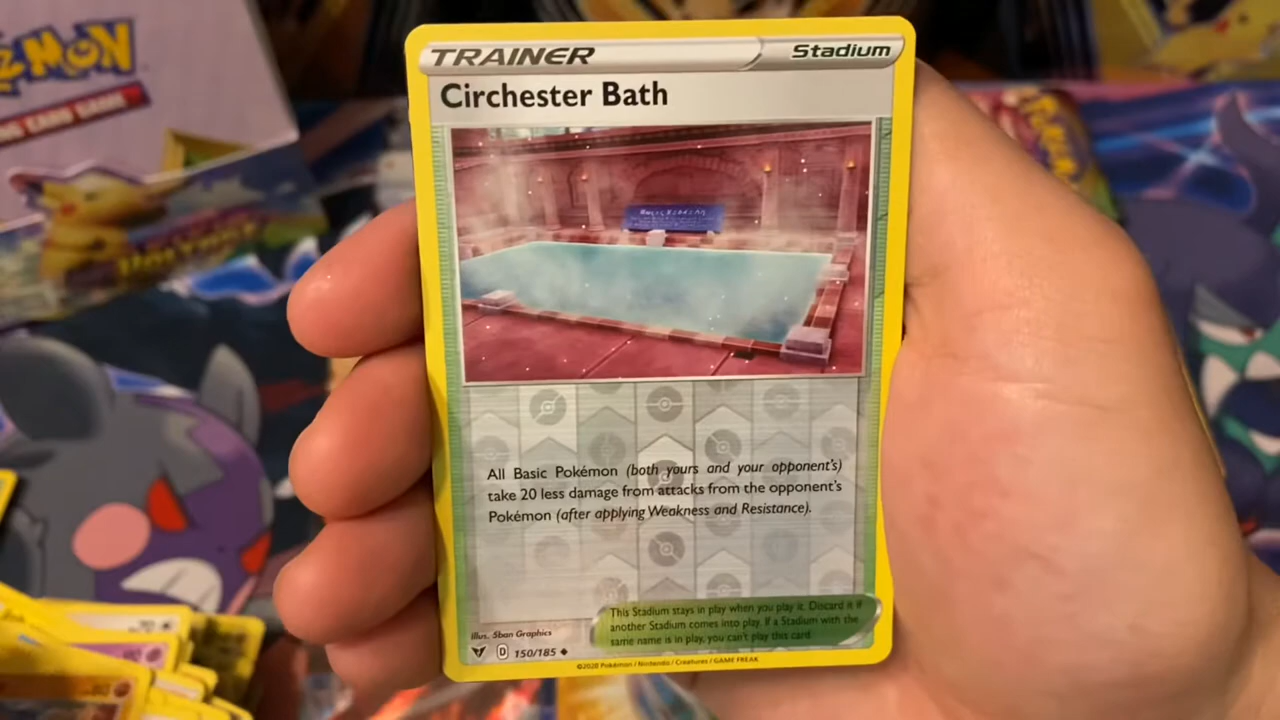 TRAINER
Stadium
Circhester Bath
All Basic Pokémon (both yours and your opponent's)
take 20 less damage from attacks from the opponent's
Pokémon (after applying Weakness and Resistance).
This Stadium stays in play when you play it. Discard it if
another Stadium comes into play. If a Stadium with the
same name is in play, you can't play this card.
Illus. 5ban Graphics
D 150/185
©2020 Pokémon / Nintendo / Creatures / GAME FREAK